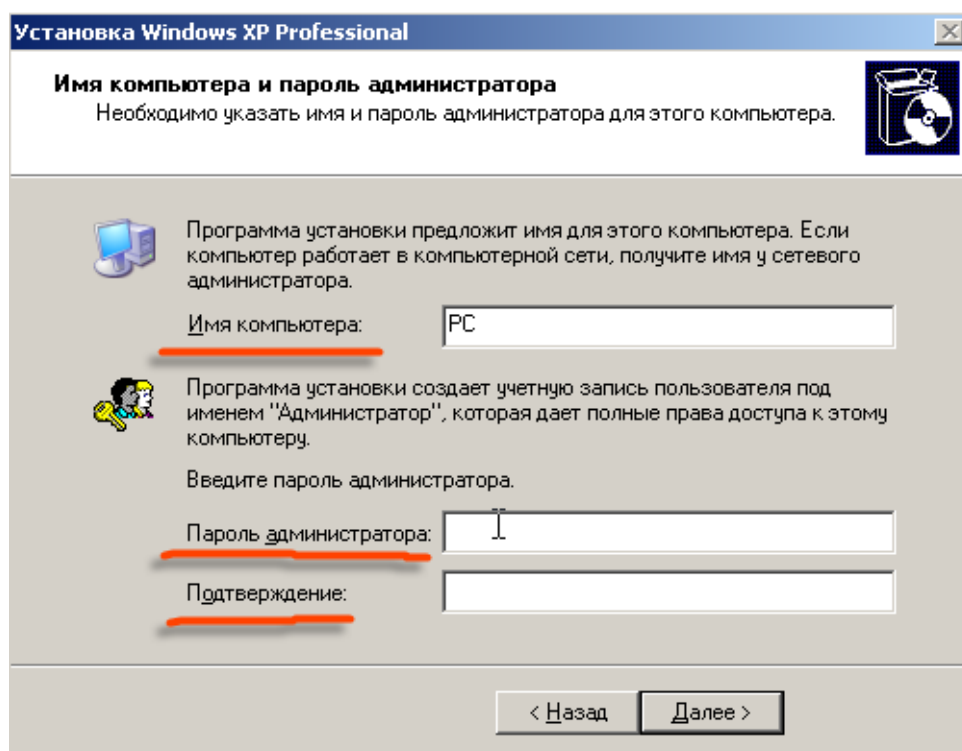 Установка Windows XP Professional
Имя компьютера и пароль администратора
Необходимо указать имя и пароль администратора для этого компьютера.
Программа установки предложит имя для этого компьютера. Если
компьютер работает в компьютерной сети, получите имя у сетевого
администратора.
Имя компьютера: PC
Программа установки создает учетную запись пользователя под
именем "Администратор", которая дает полные права доступа к этому
компьютеру.
Введите пароль администратора.
Пароль администратора:
Подтверждение:
< Назад Далее >